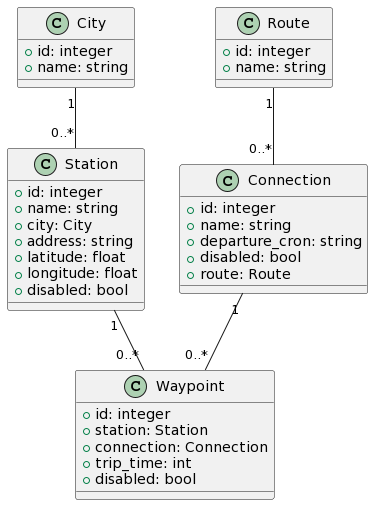 C City
id: integer
name: string
C Route
id: integer
name: string
1
0..*
1
0..*
C Station
id: integer
name: string
city: City
address: string
latitude: float
longitude: float
disabled: bool
C Connection
id: integer
name: string
departure_cron: string
disabled: bool
route: Route
1
0..*
1
0..*
C Waypoint
id: integer
station: Station
connection: Connection
trip_time: int
disabled: bool